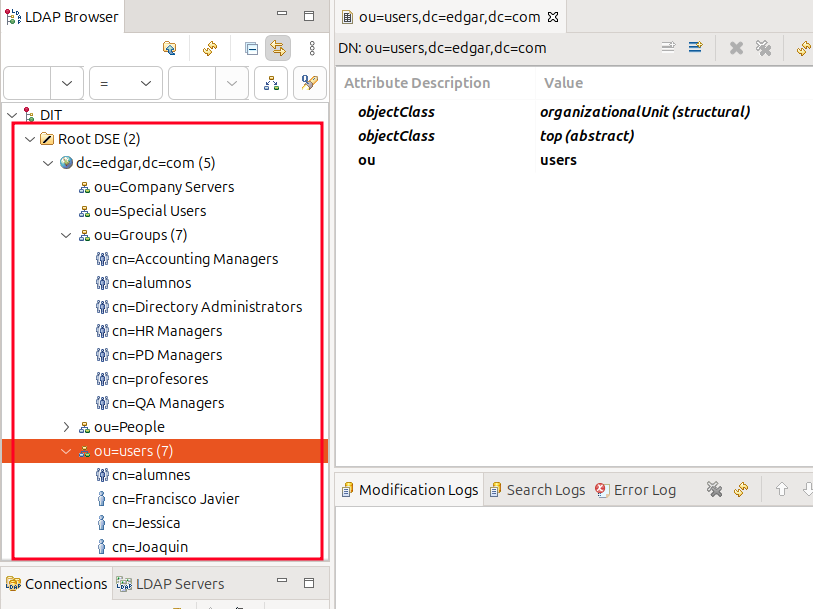 LDAP Browser
=
DIT
Root DSE (2)
dc=edgar,dc=com (5)
ou=Company Servers
ou=Special Users
ou=Groups (7)
cn=Accounting Managers
cn=alumnos
cn=Directory Administrators
cn=HR Managers
cn=PD Managers
cn=profesores
cn=QA Managers
ou=People
ou=users (7)
cn=alumnes
cn=Francisco Javier
cn=Jessica
cn=Joaquin
Connections
LDAP Servers
ou=users,dc=edgar,dc=com
DN: ou=users,dc=edgar,dc=com
Attribute Description Value
objectClass organizationalUnit (structural)
objectClass top (abstract)
ou users
Modification Logs Search Logs Error Log